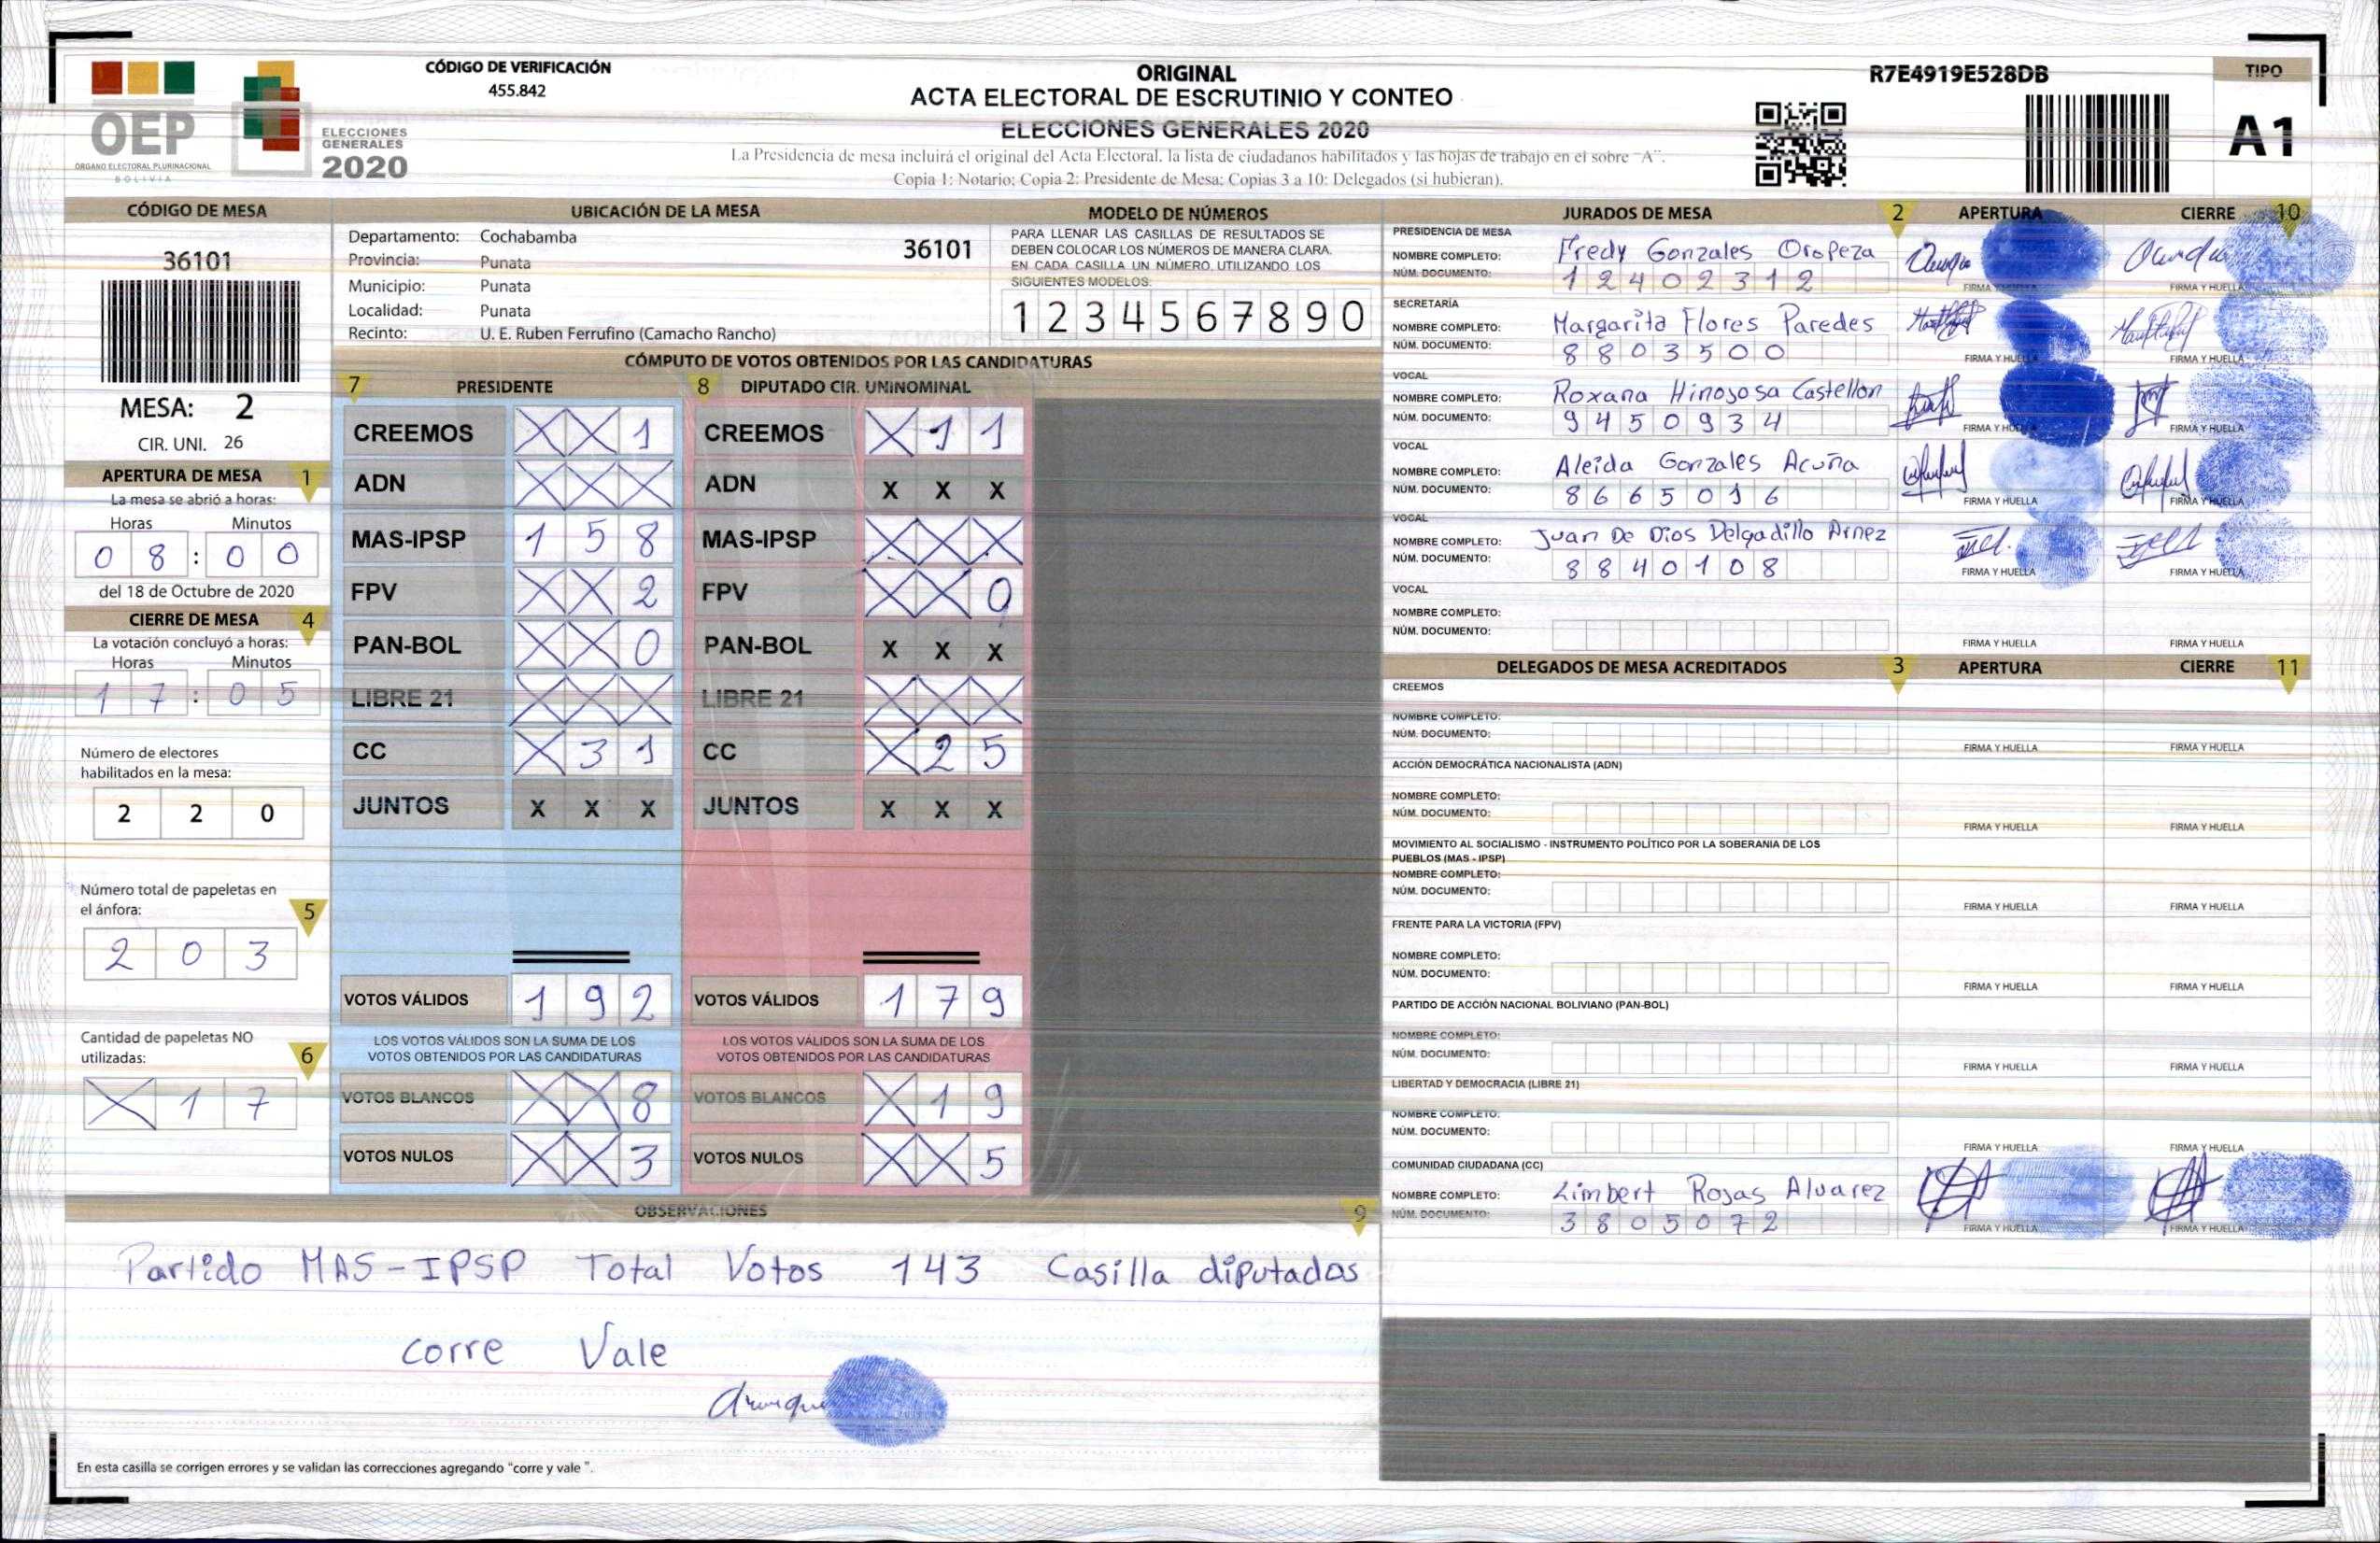 CÓDIGO DE VERIFICACIÓN
455.842
OEP
ÓRGANO ELECTORAL PLURINACIONAL
BOLIVIA
ELECCIONES
GENERALES
2020
ORIGINAL
ACTA ELECTORAL DE ESCRUTINIO Y CONTEO
ELECCIONES GENERALES 2020
La Presidencia de mesa incluirá el original del Acta Electoral, la lista de ciudadanos habilitados y las hojas de trabajo en el sobre "A".
Copia 1: Notario; Copia 2: Presidente de Mesa; Copias 3 a 10: Delegados (si hubieran).
R7E4919E528DB
TIPO
A1
CÓDIGO DE MESA
36101
MESA: 2
CIR. UNI. 26
APERTURA DE MESA 1
La mesa se abrió a horas:
Horas Minutos
0 8 : 0 0
del 18 de Octubre de 2020
CIERRE DE MESA 4
La votación concluyó a horas:
Horas Minutos
1 7 : 0 5
Número de electores
habilitados en la mesa:
2 2 0
Número total de papeletas en
el ánfora: 5
2 0 3
Cantidad de papeletas NO
utilizadas: 6
X 1 7
UBICACIÓN DE LA MESA
Departamento: Cochabamba 36101
Provincia: Punata
Municipio: Punata
Localidad: Punata
Recinto: U. E. Ruben Ferrufino (Camacho Rancho)
MODELO DE NÚMEROS
PARA LLENAR LAS CASILLAS DE RESULTADOS SE
DEBEN COLOCAR LOS NÚMEROS DE MANERA CLARA.
EN CADA CASILLA UN NÚMERO, UTILIZANDO LOS
SIGUIENTES MODELOS:
1 2 3 4 5 6 7 8 9 0
CÓMPUTO DE VOTOS OBTENIDOS POR LAS CANDIDATURAS
7 PRESIDENTE 8 DIPUTADO CIR. UNINOMINAL
CREEMOS X X 1 CREEMOS X 1 1
ADN X X X ADN X X X
MAS-IPSP 1 5 8 MAS-IPSP X X X
FPV X X 2 FPV X X 0
PAN-BOL X X 0 PAN-BOL X X X
LIBRE 21 X X X LIBRE 21 X X X
CC X 3 1 CC X 2 5
JUNTOS X X X JUNTOS X X X
VOTOS VÁLIDOS 1 9 2 VOTOS VÁLIDOS 1 7 9
LOS VOTOS VÁLIDOS SON LA SUMA DE LOS LOS VOTOS VÁLIDOS SON LA SUMA DE LOS
VOTOS OBTENIDOS POR LAS CANDIDATURAS VOTOS OBTENIDOS POR LAS CANDIDATURAS
VOTOS BLANCOS X X 8 VOTOS BLANCOS X 1 9
VOTOS NULOS X X 3 VOTOS NULOS X X 5
OBSERVACIONES 9
Partido MAS-IPSP Total Votos 143 Casilla diputados
corre Vale
En esta casilla se corrigen errores y se validan las correcciones agregando "corre y vale ".
JURADOS DE MESA 2 APERTURA CIERRE 10
PRESIDENCIA DE MESA
NOMBRE COMPLETO: Fredy Gonzales Oropeza
NÚM. DOCUMENTO: 1 2 4 0 2 3 1 2 FIRMA Y HUELLA FIRMA Y HUELLA
SECRETARÍA
NOMBRE COMPLETO: Margarita Flores Paredes
NÚM. DOCUMENTO: 8 8 0 3 5 0 0 FIRMA Y HUELLA FIRMA Y HUELLA
VOCAL
NOMBRE COMPLETO: Roxana Hinojosa Castellon
NÚM. DOCUMENTO: 9 4 5 0 9 3 4 FIRMA Y HUELLA FIRMA Y HUELLA
VOCAL
NOMBRE COMPLETO: Aleida Gonzales Acuña
NÚM. DOCUMENTO: 8 6 6 5 0 1 6 FIRMA Y HUELLA FIRMA Y HUELLA
VOCAL
NOMBRE COMPLETO: Juan De Dios Delgadillo Arnez
NÚM. DOCUMENTO: 8 8 4 0 1 0 8 FIRMA Y HUELLA FIRMA Y HUELLA
VOCAL
NOMBRE COMPLETO:
NÚM. DOCUMENTO: FIRMA Y HUELLA FIRMA Y HUELLA
DELEGADOS DE MESA ACREDITADOS 3 APERTURA CIERRE 11
CREEMOS
NOMBRE COMPLETO:
NÚM. DOCUMENTO: FIRMA Y HUELLA FIRMA Y HUELLA
ACCIÓN DEMOCRÁTICA NACIONALISTA (ADN)
NOMBRE COMPLETO:
NÚM. DOCUMENTO: FIRMA Y HUELLA FIRMA Y HUELLA
MOVIMIENTO AL SOCIALISMO - INSTRUMENTO POLÍTICO POR LA SOBERANIA DE LOS
PUEBLOS (MAS - IPSP)
NOMBRE COMPLETO:
NÚM. DOCUMENTO: FIRMA Y HUELLA FIRMA Y HUELLA
FRENTE PARA LA VICTORIA (FPV)
NOMBRE COMPLETO:
NÚM. DOCUMENTO: FIRMA Y HUELLA FIRMA Y HUELLA
PARTIDO DE ACCIÓN NACIONAL BOLIVIANO (PAN-BOL)
NOMBRE COMPLETO:
NÚM. DOCUMENTO: FIRMA Y HUELLA FIRMA Y HUELLA
LIBERTAD Y DEMOCRACIA (LIBRE 21)
NOMBRE COMPLETO:
NÚM. DOCUMENTO: FIRMA Y HUELLA FIRMA Y HUELLA
COMUNIDAD CIUDADANA (CC)
NOMBRE COMPLETO: Limbert Rojas Alvarez
NÚM. DOCUMENTO: 3 8 0 5 0 7 2 FIRMA Y HUELLA FIRMA Y HUELLA